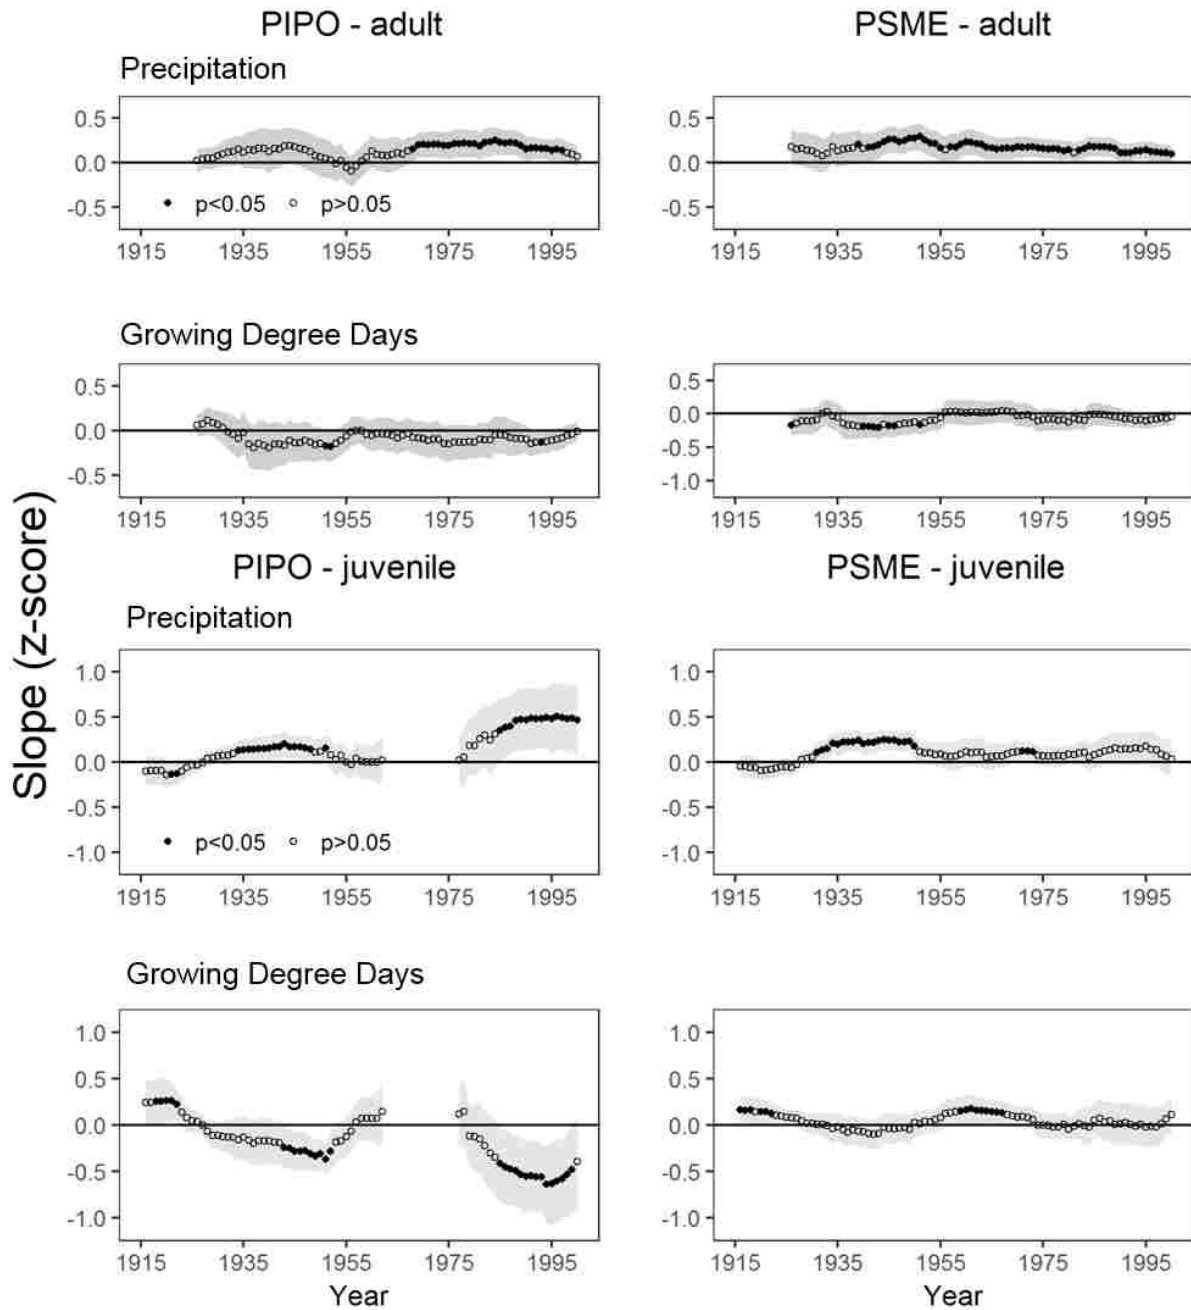 PIPO - adult
PSME - adult
Precipitation
0.5
0.0
-0.5
p<0.05
p>0.05
1915 1935 1955 1975 1995
0.5
0.0
-0.5
1915 1935 1955 1975 1995
Growing Degree Days
0.5
0.0
-0.5
1915 1935 1955 1975 1995
0.5
0.0
-0.5
-1.0
1915 1935 1955 1975 1995
Slope (z-score)
PIPO - juvenile
PSME - juvenile
Precipitation
1.0
0.5
0.0
-0.5
-1.0
p<0.05
p>0.05
1915 1935 1955 1975 1995
1.0
0.5
0.0
-0.5
-1.0
1915 1935 1955 1975 1995
Growing Degree Days
1.0
0.5
0.0
-0.5
-1.0
1915 1935 1955 1975 1995
Year
1.0
0.5
0.0
-0.5
-1.0
1915 1935 1955 1975 1995
Year